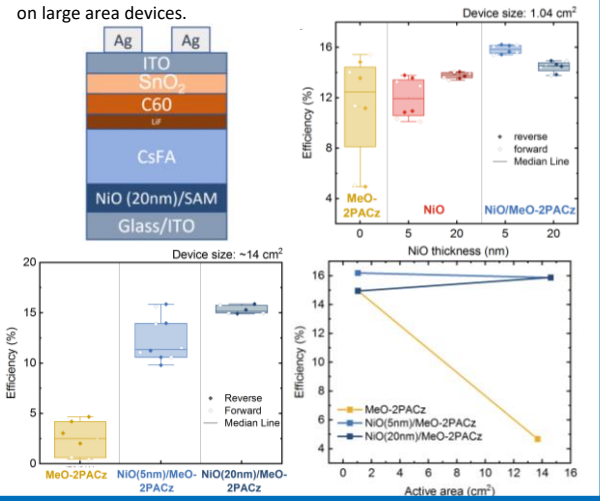 on large area devices.
Ag Ag
ITO
SnO2
C60
LiF
CsFA
NiO (20nm)/SAM
Glass/ITO
Device size: 1.04 cm²
Efficiency (%)
16
12
8
4
reverse
forward
Median Line
MeO-
2PACz
NiO
NiO/MeO-2PACz
0 5 20 5 20
NiO thickness (nm)
Device size: ~14 cm²
Efficiency (%)
20
15
10
5
0
Reverse
Forward
Median Line
MeO-2PACz
NiO(5nm)/MeO-
2PACz
NiO(20nm)/MeO-
2PACz
Efficiency (%)
16
14
12
10
8
6
4
MeO-2PACz
NiO(5nm)/MeO-2PACz
NiO(20nm)/MeO-2PACz
0 2 4 6 8 10 12 14 16
Active area (cm²)